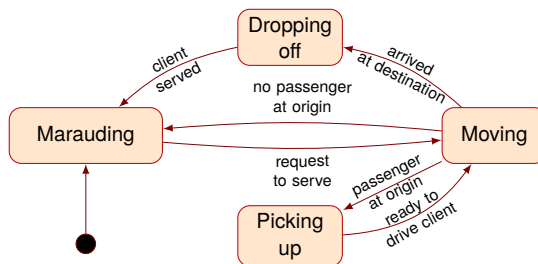 Dropping
off
client
served
arrived
at destination
no passenger
at origin
Marauding
Moving
request
to serve
passenger
at origin
ready to
drive client
Picking
up